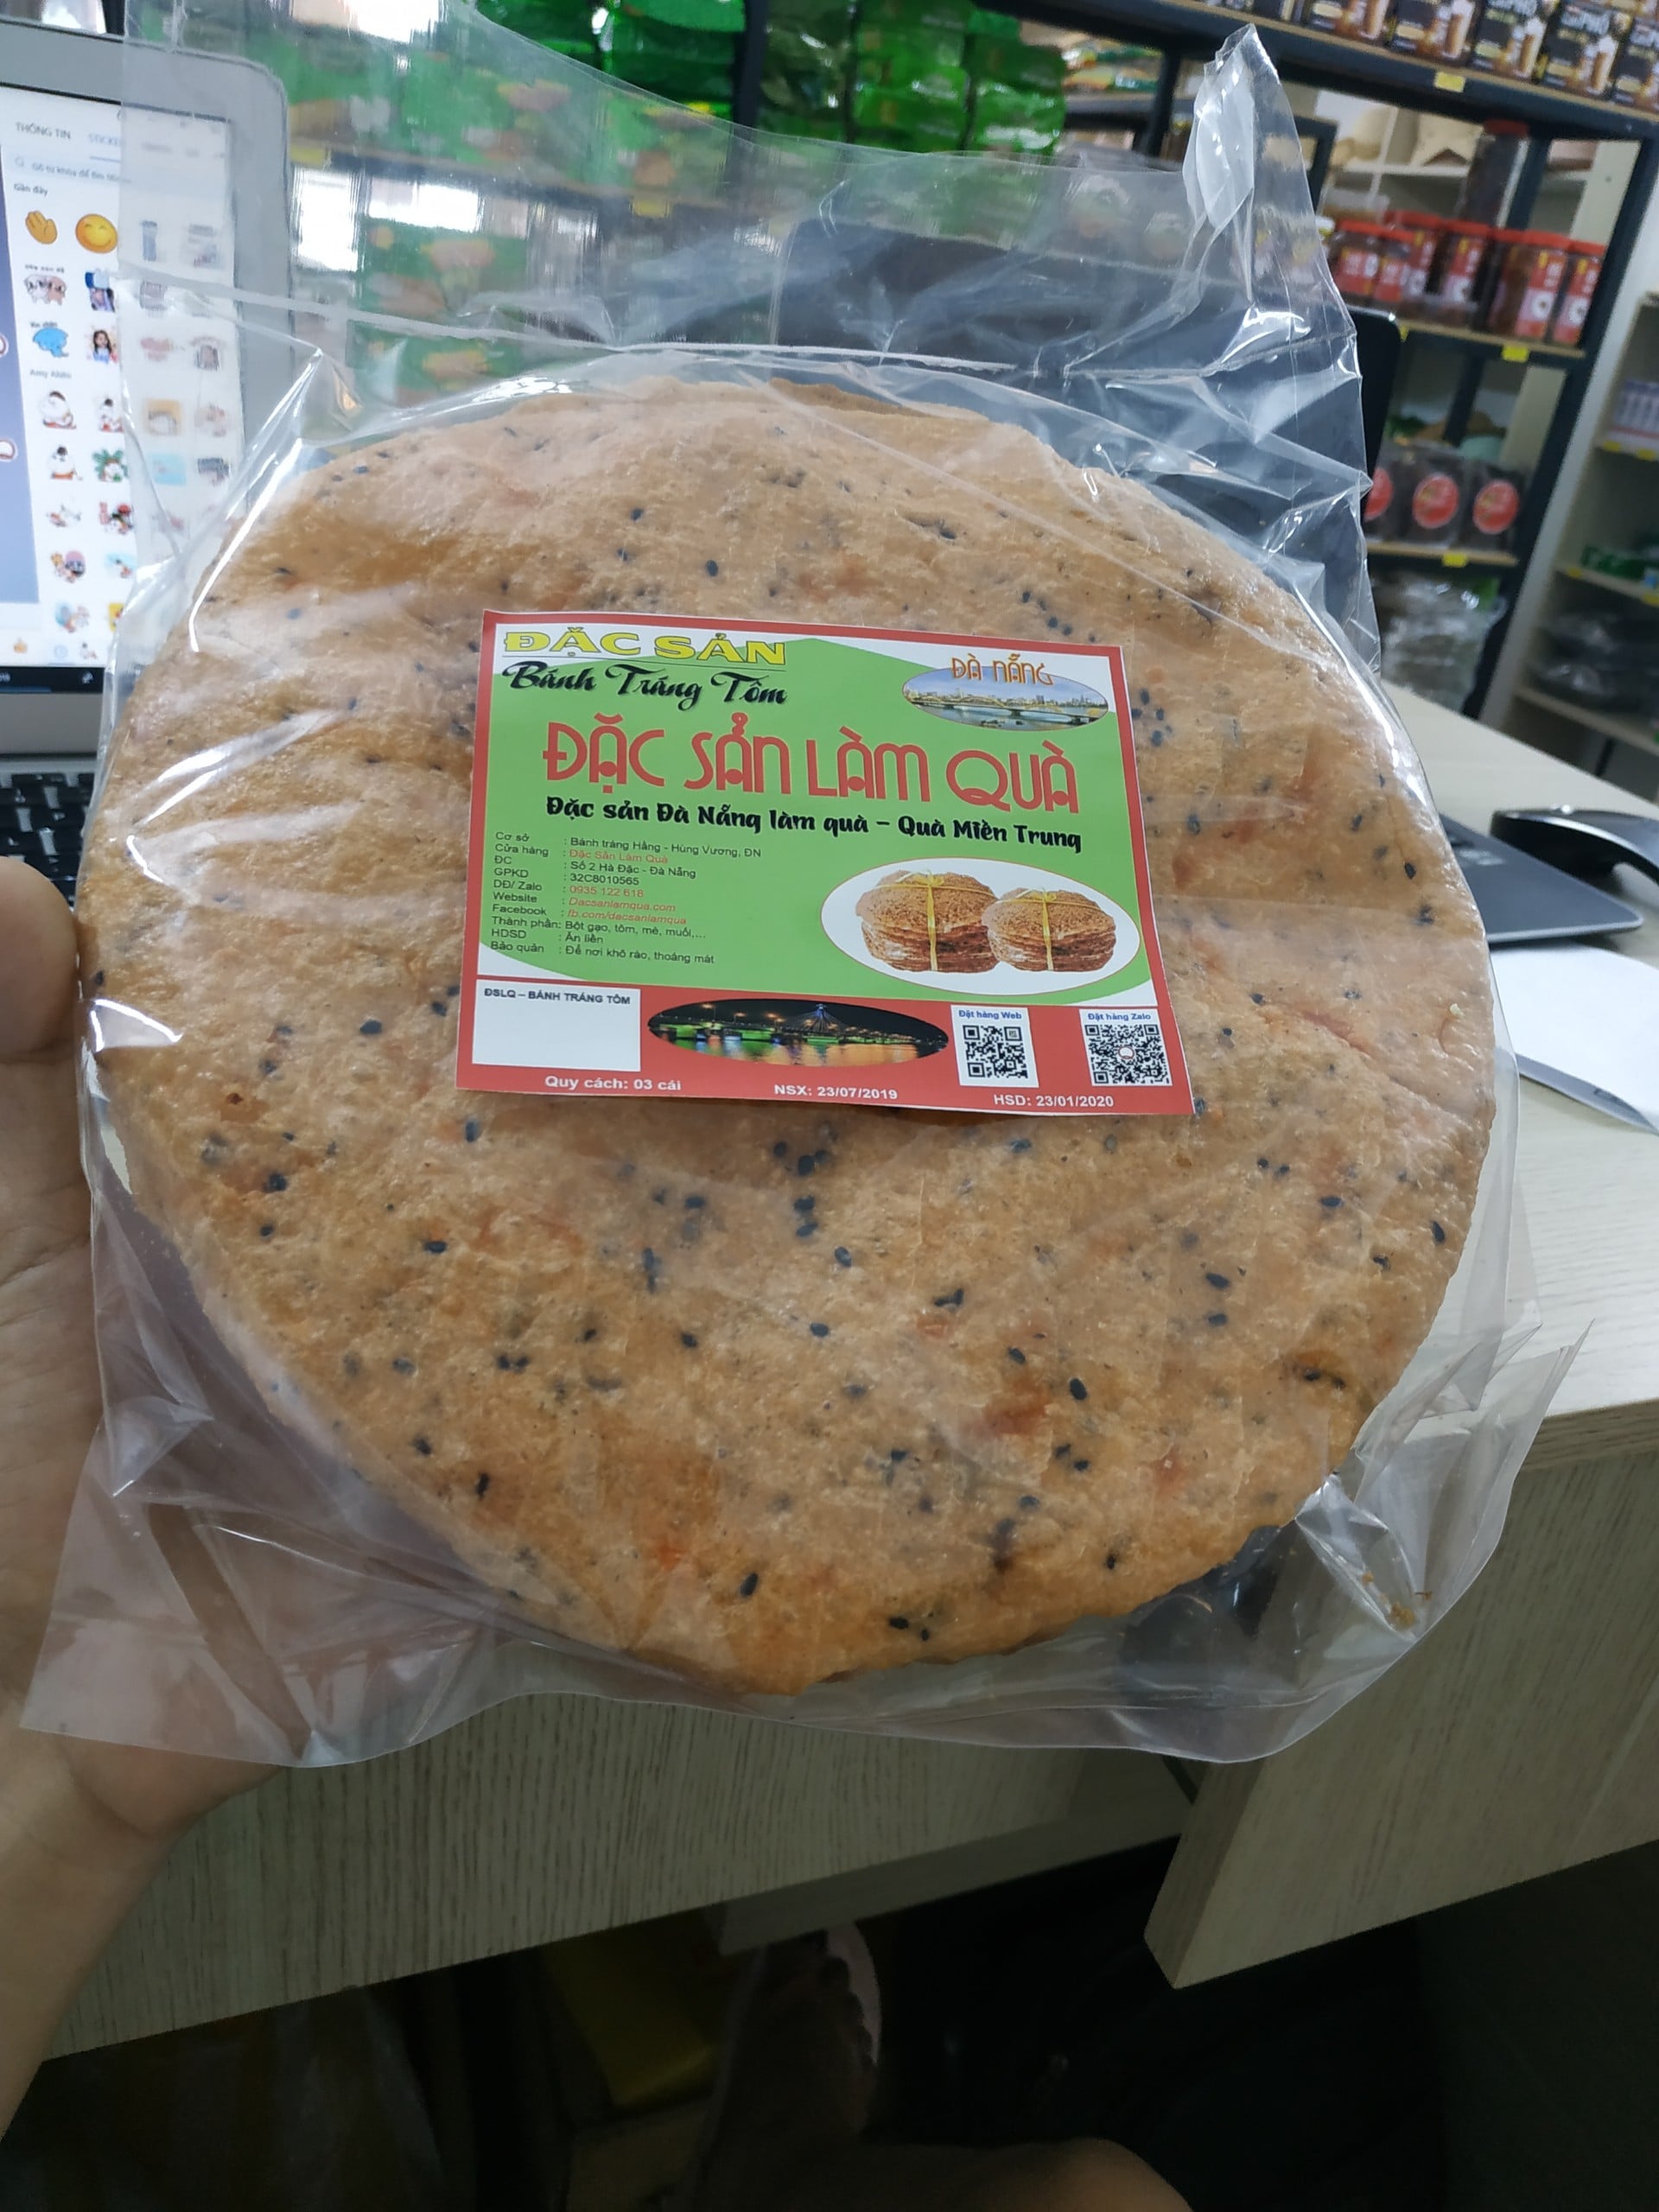 THÔNG TIN
Gần đây
ĐẶC SẢN
Bánh Tráng Tôm
ĐÀ NẴNG
ĐẶC SẢN LÀM QUÀ
Đặc sản Đà Nẵng làm quà – Quà Miền Trung
Cơ sở : Bánh tráng Hằng - Hùng Vương, ĐN
Cửa hàng : Đặc Sản Làm Quà
ĐC : Số 2 Hà Đặc - Đà Nẵng
GPKD : 32C8010565
DĐ/ Zalo : 0935 122 618
Website : Dacsanlamqua.com
Facebook : fb.com/dacsanlamqua
Thành phần: Bột gạo, tôm, mè, muối,...
HDSD : Ăn liền
Bảo quản : Để nơi khô ráo, thoáng mát
ĐSLQ – BÁNH TRÁNG TÔM
Đặt hàng Web
Đặt hàng Zalo
Quy cách: 03 cái
NSX: 23/07/2019
HSD: 23/01/2020